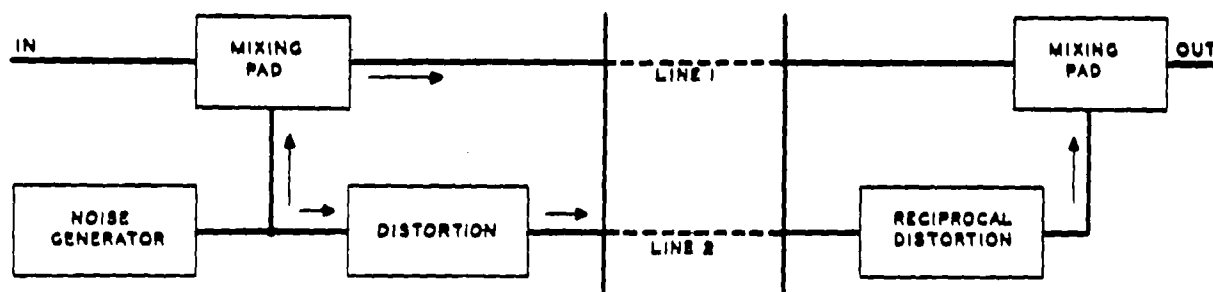 IN
MIXING
PAD
LINE 1
MIXING
PAD
OUT
NOISE
GENERATOR
DISTORTION
LINE 2
RECIPROCAL
DISTORTION